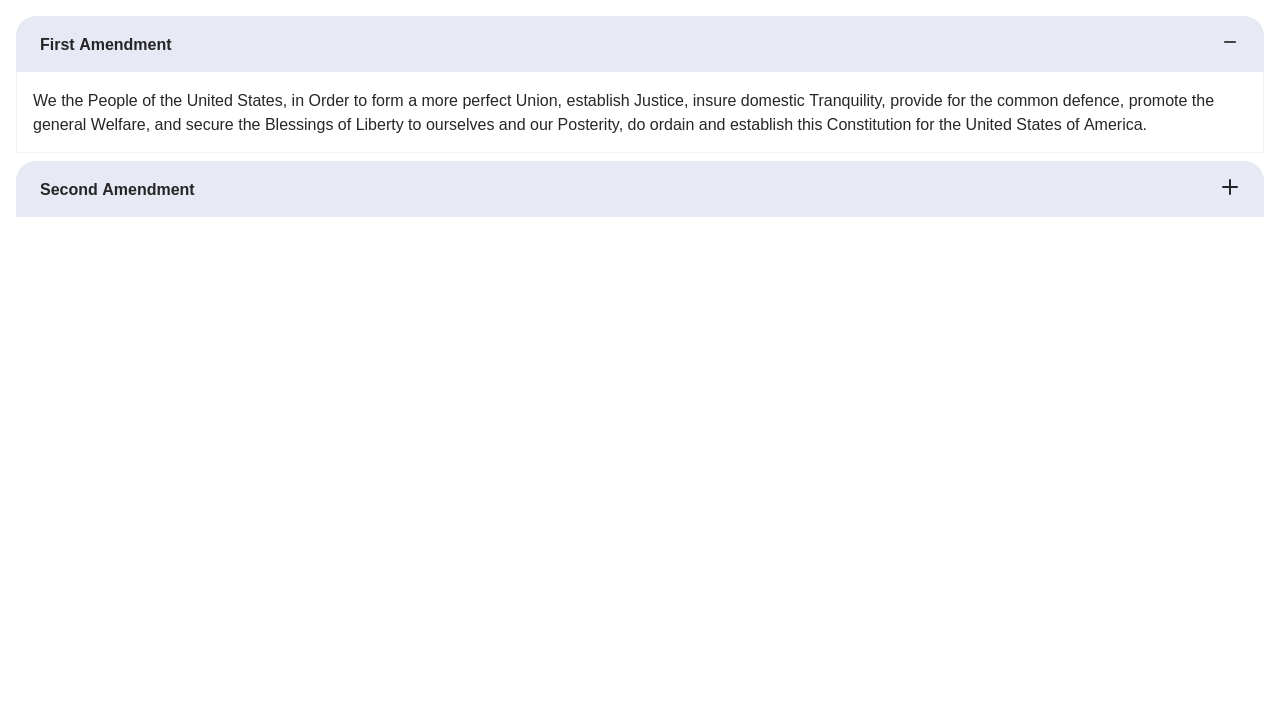 First Amendment
We the People of the United States, in Order to form a more perfect Union, establish Justice, insure domestic Tranquility, provide for the common defence, promote the
general Welfare, and secure the Blessings of Liberty to ourselves and our Posterity, do ordain and establish this Constitution for the United States of America.
Second Amendment